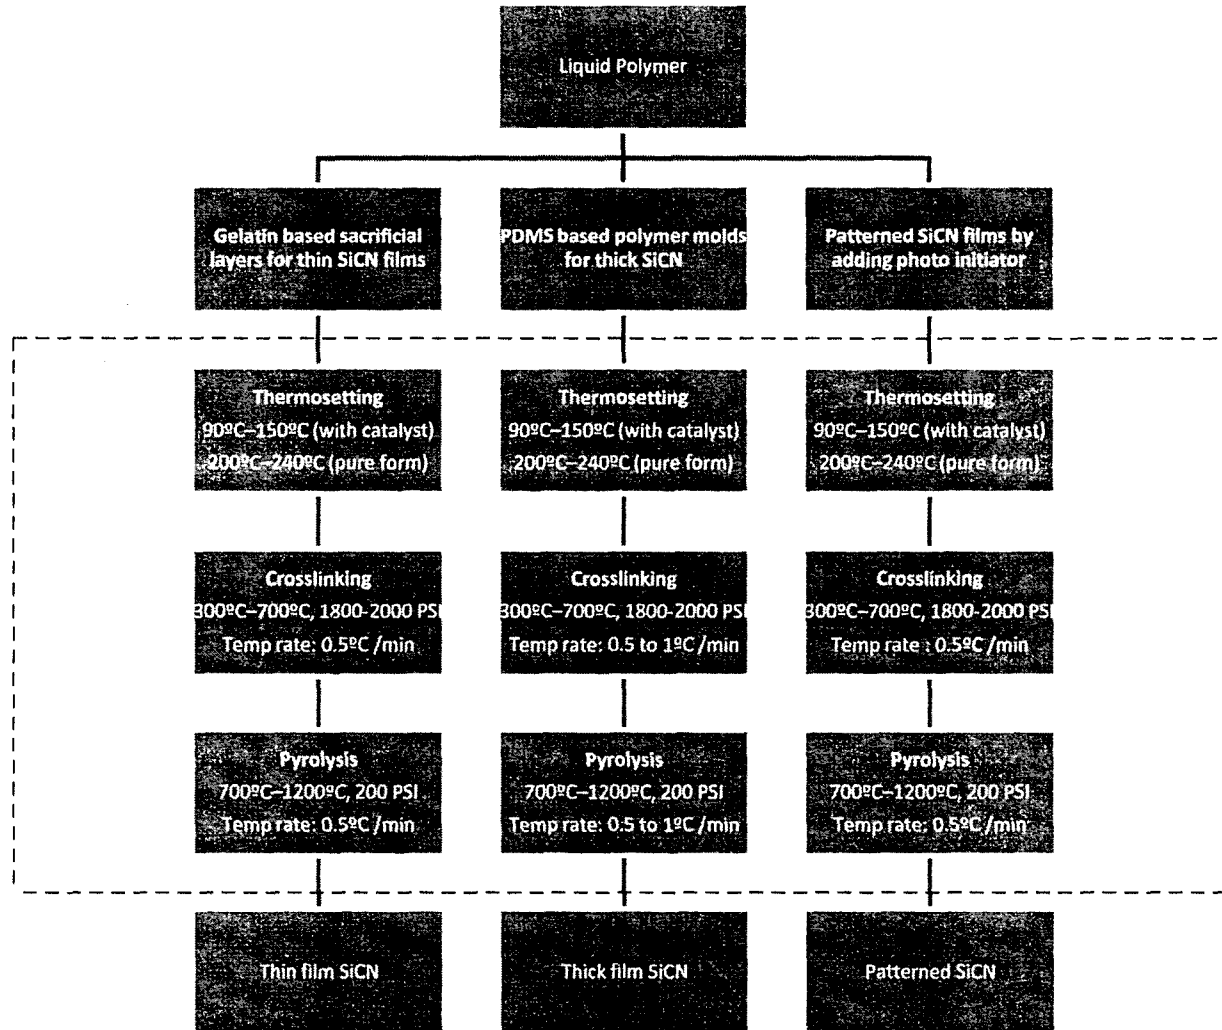 Liquid Polymer
Gelatin based sacrificial
layers for thin SiCN films
PDMS based polymer molds
for thick SiCN
Patterned SiCN films by
adding photo initiator
Thermosetting
90ºC–150ºC (with catalyst)
200ºC–240ºC (pure form)
Thermosetting
90ºC–150ºC (with catalyst)
200ºC–240ºC (pure form)
Thermosetting
90ºC–150ºC (with catalyst)
200ºC–240ºC (pure form)
Crosslinking
300ºC–700ºC, 1800-2000 PSI
Temp rate: 0.5ºC /min
Crosslinking
300ºC–700ºC, 1800-2000 PSI
Temp rate: 0.5 to 1ºC /min
Crosslinking
300ºC–700ºC, 1800-2000 PSI
Temp rate : 0.5ºC /min
Pyrolysis
700ºC–1200ºC, 200 PSI
Temp rate: 0.5ºC /min
Pyrolysis
700ºC–1200ºC, 200 PSI
Temp rate: 0.5 to 1ºC /min
Pyrolysis
700ºC–1200ºC, 200 PSI
Temp rate: 0.5ºC /min
Thin film SiCN
Thick film SiCN
Patterned SiCN